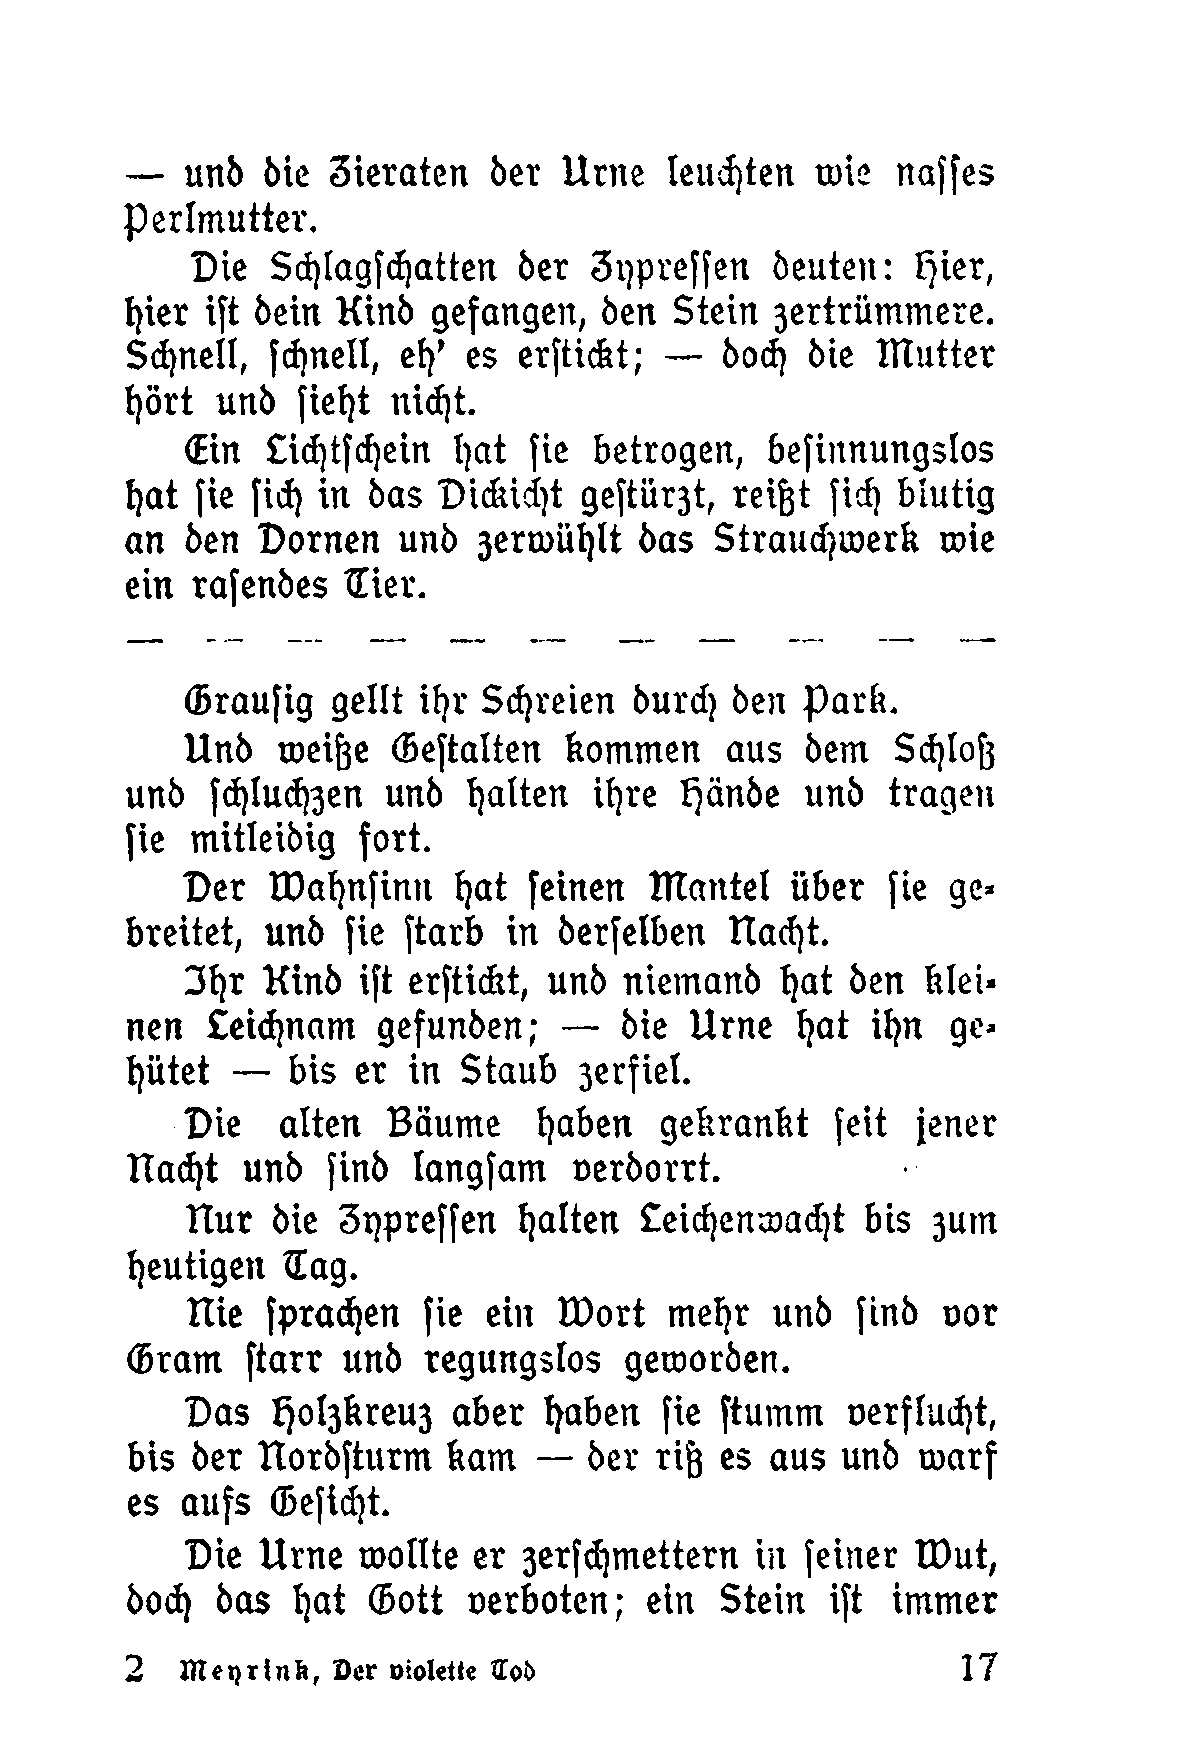 — und die Zieraten der Urne leuchten wie naſſes
Perlmutter.
Die Schlagſchatten der Zypreſſen deuten: Hier,
hier iſt dein Kind gefangen, den Stein zertrümmere.
Schnell, ſchnell, eh’ es erſtickt; — doch die Mutter
hört und ſieht nicht.
Ein Lichtſchein hat ſie betrogen, beſinnungslos
hat ſie ſich in das Dickicht geſtürzt, reißt ſich blutig
an den Dornen und zerwühlt das Strauchwerk wie
ein raſendes Tier.
— — — — — — — — — — —
Grauſig gellt ihr Schreien durch den Park.
Und weiße Geſtalten kommen aus dem Schloß
und ſchluchzen und halten ihre Hände und tragen
ſie mitleidig fort.
Der Wahnſinn hat ſeinen Mantel über ſie ge-
breitet, und ſie ſtarb in derſelben Nacht.
Ihr Kind iſt erſtickt, und niemand hat den klei-
nen Leichnam gefunden; — die Urne hat ihn ge-
hütet — bis er in Staub zerfiel.
Die alten Bäume haben gekrankt ſeit jener
Nacht und ſind langſam verdorrt.
Nur die Zypreſſen halten Leichenwacht bis zum
heutigen Tag.
Nie ſprachen ſie ein Wort mehr und ſind vor
Gram ſtarr und regungslos geworden.
Das Holzkreuz aber haben ſie ſtumm verflucht,
bis der Nordſturm kam — der riß es aus und warf
es aufs Geſicht.
Die Urne wollte er zerſchmettern in ſeiner Wut,
doch das hat Gott verboten; ein Stein iſt immer
2 Meyrink, Der violette Tod 17